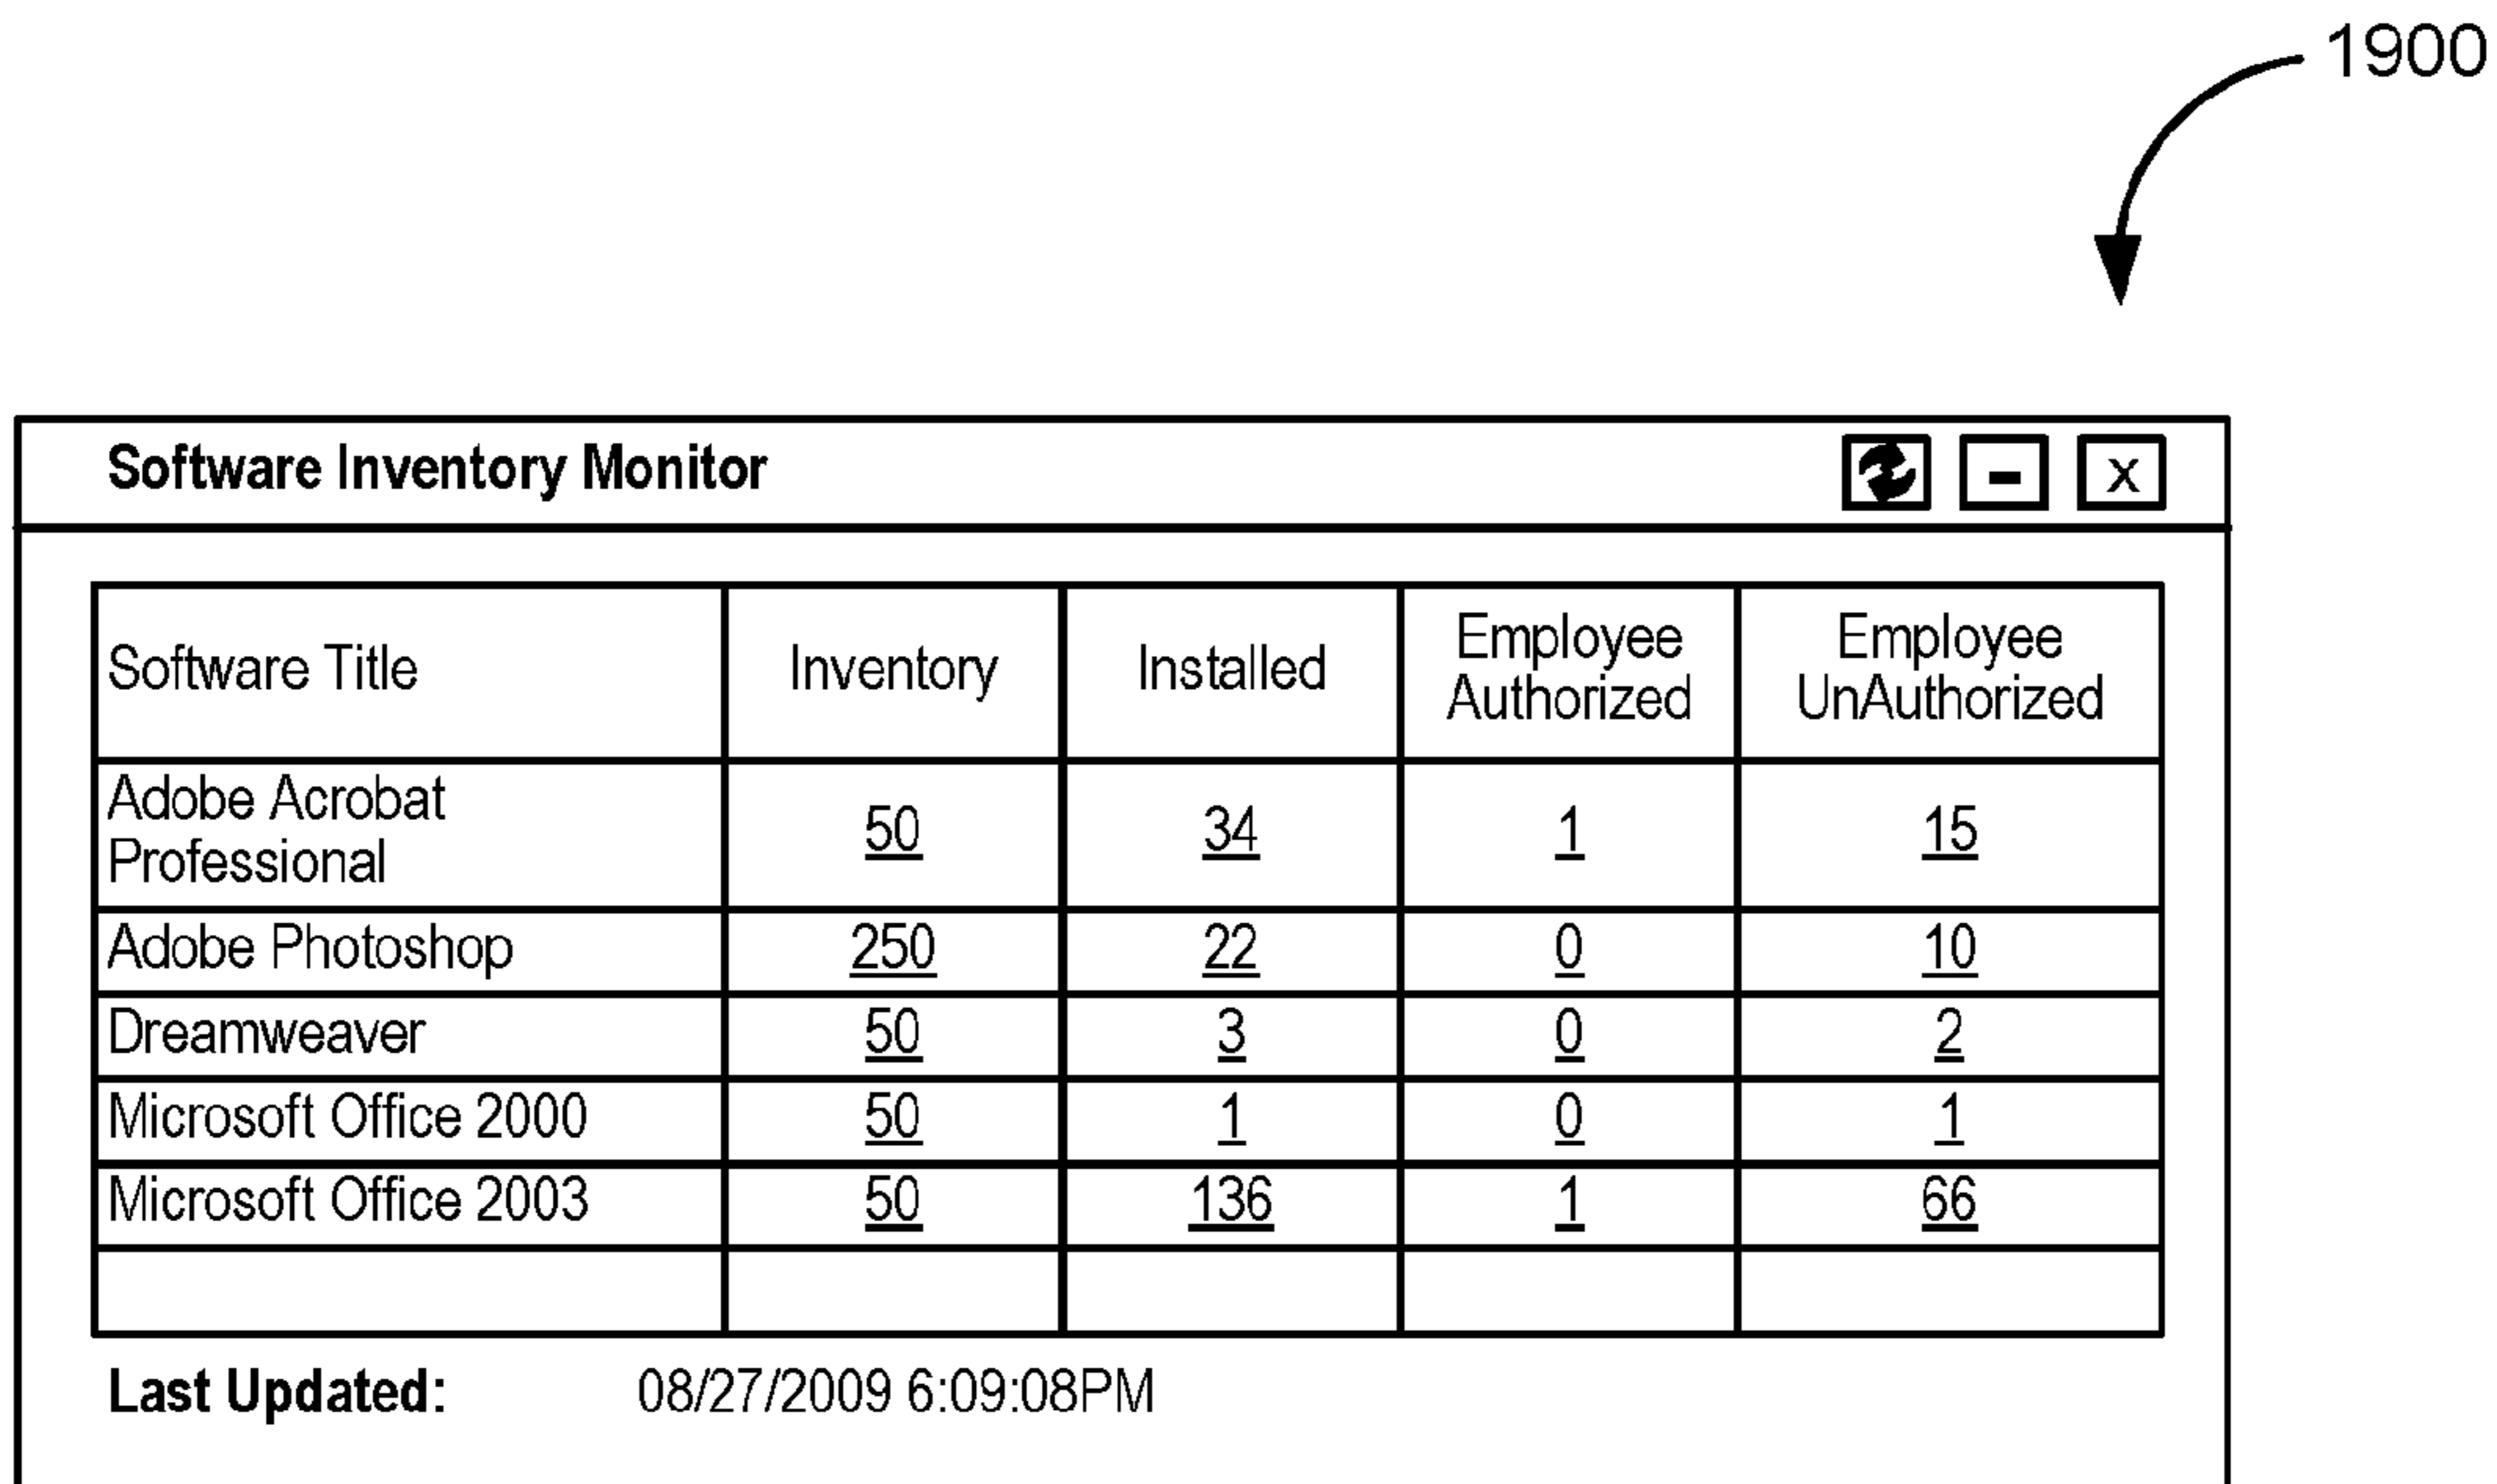 1900
Software Inventory Monitor
- x
Software Title Inventory Installed Employee Authorized Employee UnAuthorized
Adobe Acrobat Professional 50 34 1 15
Adobe Photoshop 250 22 0 10
Dreamweaver 50 3 0 2
Microsoft Office 2000 50 1 0 1
Microsoft Office 2003 50 136 1 66
Last Updated: 08/27/2009 6:09:08PM